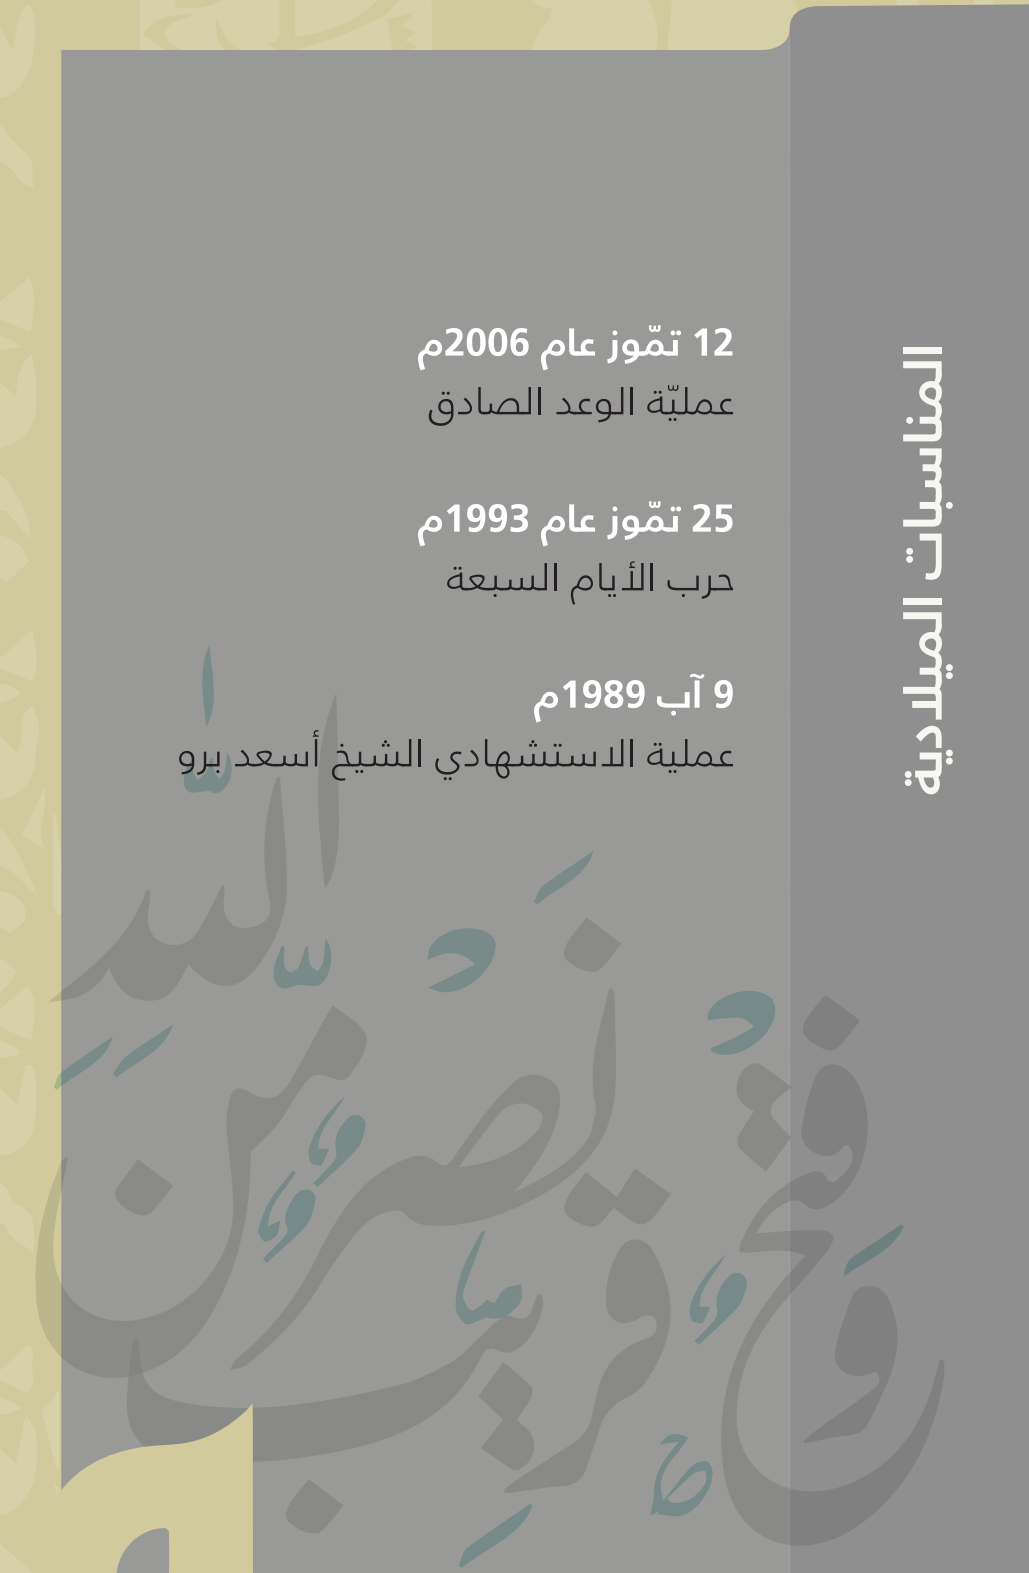 المناسبات الميلادية
12 تمّوز عام 2006م
عمليّة الوعد الصادق
25 تمّوز عام 1993م
حرب الأيام السبعة
9 آب 1989م
عملية الاستشهادي الشيخ أسعد برو
نَصْرٌ مِّنَ اللَّهِ
وَفَتْحٌ قَرِيبٌ